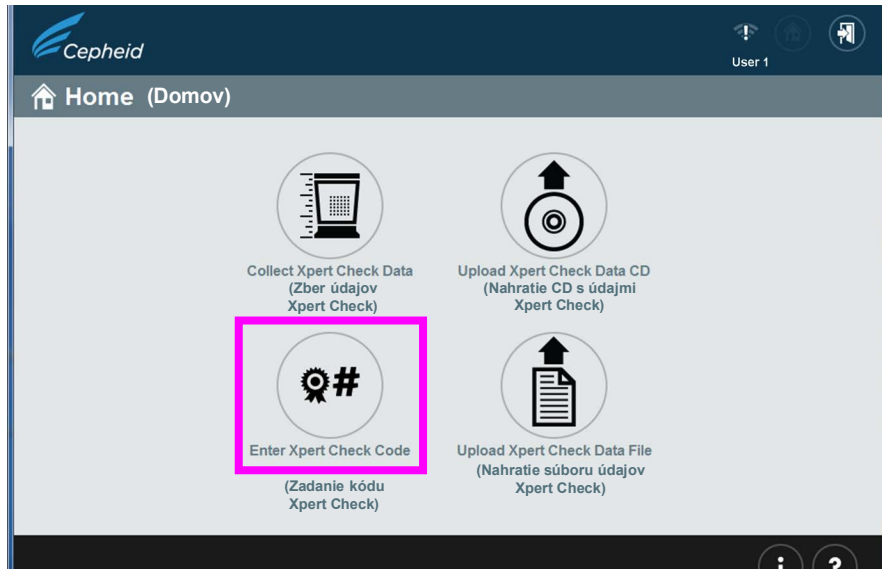 Cepheid
User 1
Home (Domov)
Collect Xpert Check Data
(Zber údajov
Xpert Check)
Upload Xpert Check Data CD
(Nahratie CD s údajmi
Xpert Check)
#
Enter Xpert Check Code
(Zadanie kódu
Xpert Check)
Upload Xpert Check Data File
(Nahratie súboru údajov
Xpert Check)
i ?